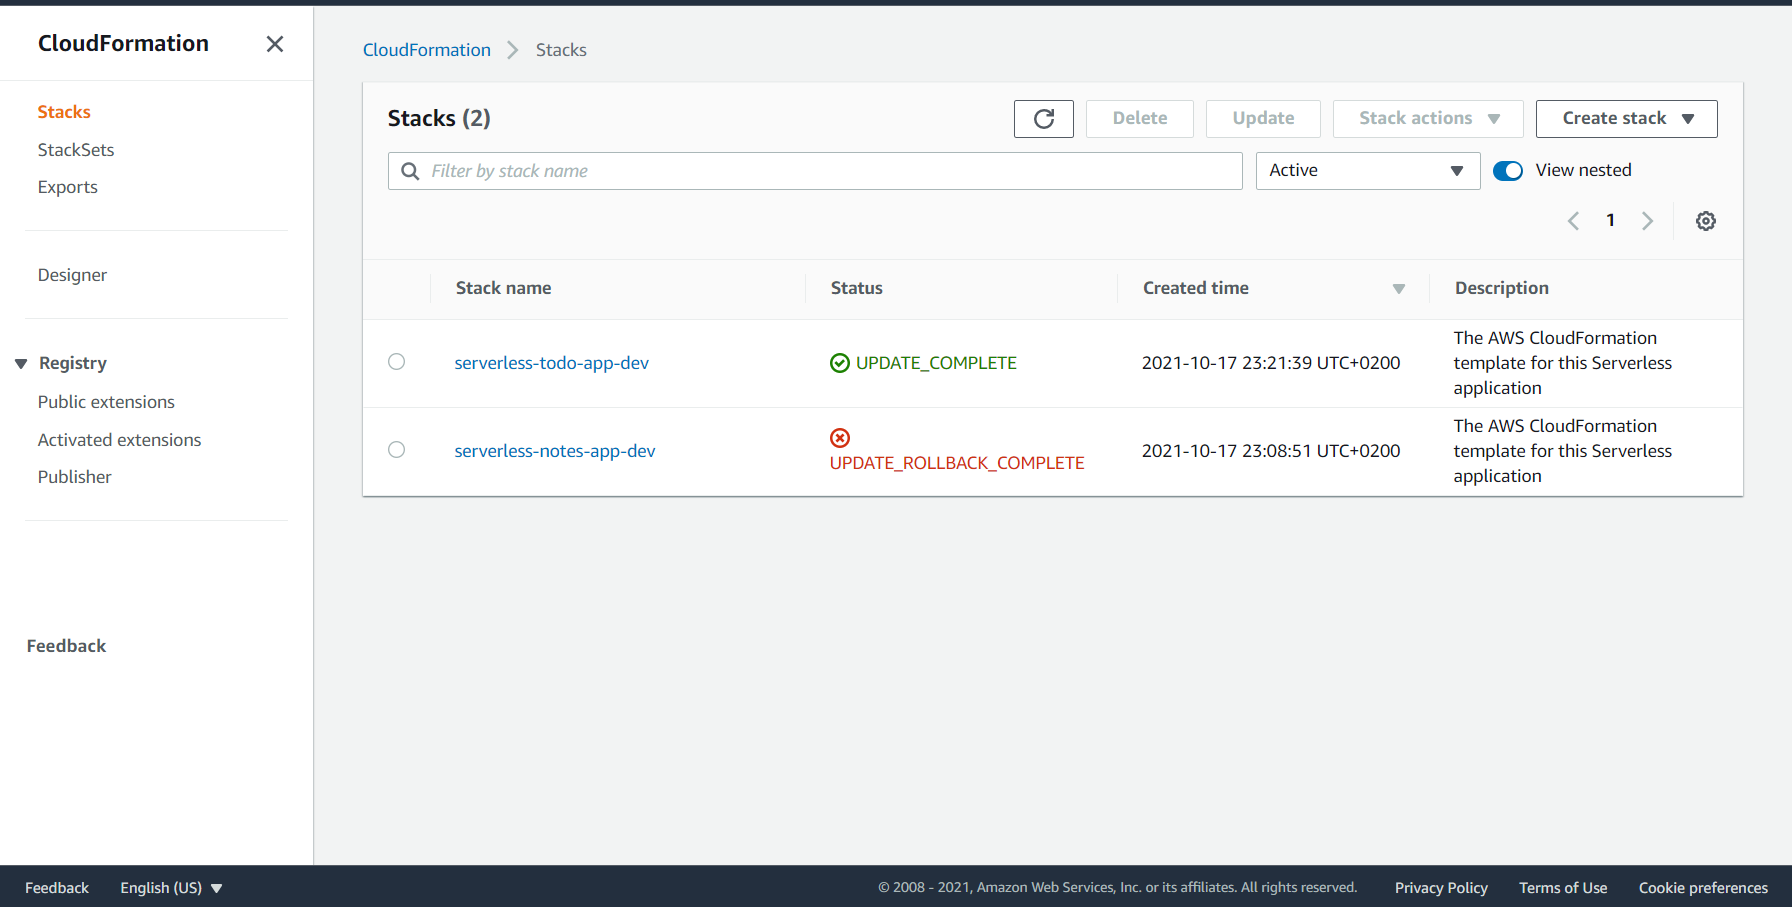 CloudFormation
Stacks
StackSets
Exports
Designer
Registry
Public extensions
Activated extensions
Publisher
Feedback
CloudFormation Stacks
Stacks (2)
Delete Update Stack actions Create stack
Filter by stack name Active View nested
1
Stack name Status Created time Description
serverless-todo-app-dev UPDATE_COMPLETE 2021-10-17 23:21:39 UTC+0200 The AWS CloudFormation
template for this Serverless
application
serverless-notes-app-dev UPDATE_ROLLBACK_COMPLETE 2021-10-17 23:08:51 UTC+0200 The AWS CloudFormation
template for this Serverless
application
Feedback English (US) © 2008 - 2021, Amazon Web Services, Inc. or its affiliates. All rights reserved. Privacy Policy Terms of Use Cookie preferences